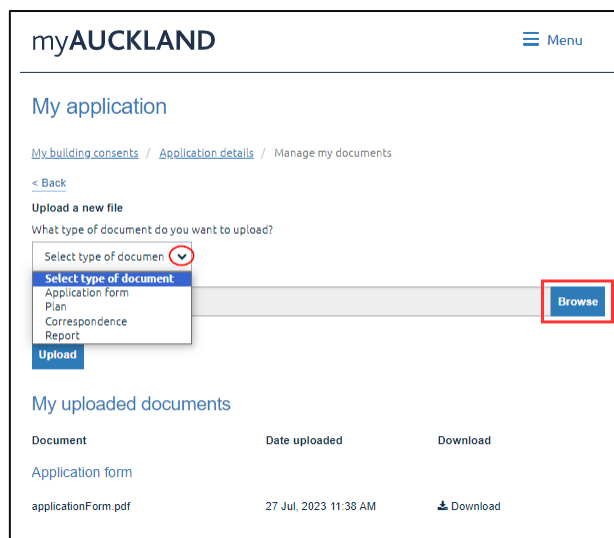 myAUCKLAND
Menu
My application
My building consents / Application details / Manage my documents
< Back
Upload a new file
What type of document do you want to upload?
Select type of documen
Select type of document
Application form
Plan
Correspondence
Report
Browse
Upload
My uploaded documents
Document Date uploaded Download
Application form
applicationForm.pdf 27 Jul, 2023 11:38 AM Download